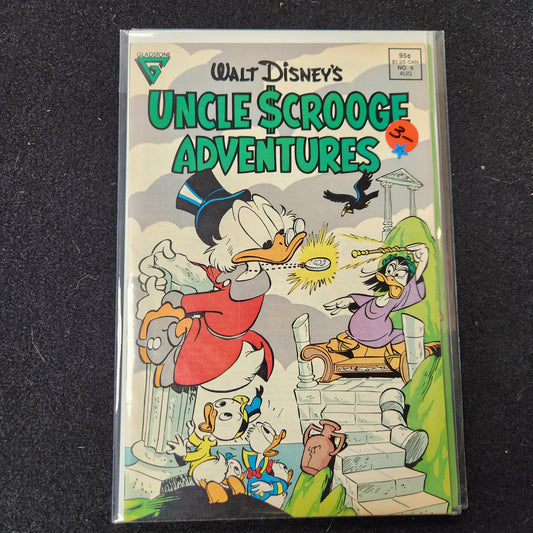 GLADSTONE
95¢
$1.25 CAN
NO. 6
AUG
WALT DISNEY'S
UNCLE $CROOGE
ADVENTURES
3-